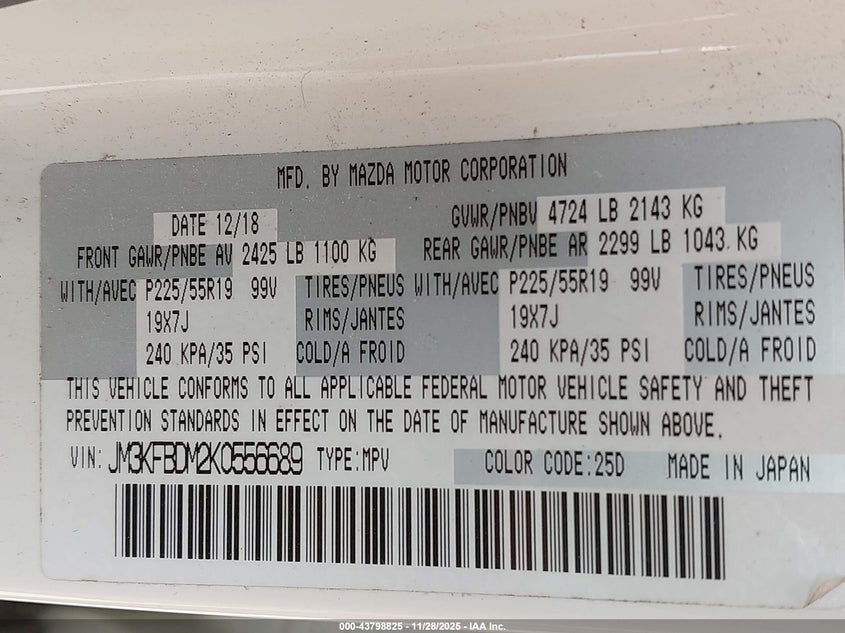 MFD. BY MAZDA MOTOR CORPORATION
DATE 12/18 GVWR/PNBV 4724 LB 2143 KG
FRONT GAWR/PNBE AV 2425 LB 1100 KG REAR GAWR/PNBE AR 2299 LB 1043 KG
WITH/AVEC P225/55R19 99V TIRES/PNEUS WITH/AVEC P225/55R19 99V TIRES/PNEUS
19X7J RIMS/JANTES 19X7J RIMS/JANTES
240 KPA/35 PSI COLD/A FROID 240 KPA/35 PSI COLD/A FROID
THIS VEHICLE CONFORMS TO ALL APPLICABLE FEDERAL MOTOR VEHICLE SAFETY AND THEFT
PREVENTION STANDARDS IN EFFECT ON THE DATE OF MANUFACTURE SHOWN ABOVE.
VIN: JM3KFBDM2K0556689 TYPE:MPV COLOR CODE:25D MADE IN JAPAN
000-43798825 - 11/28/2025 - IAA Inc.